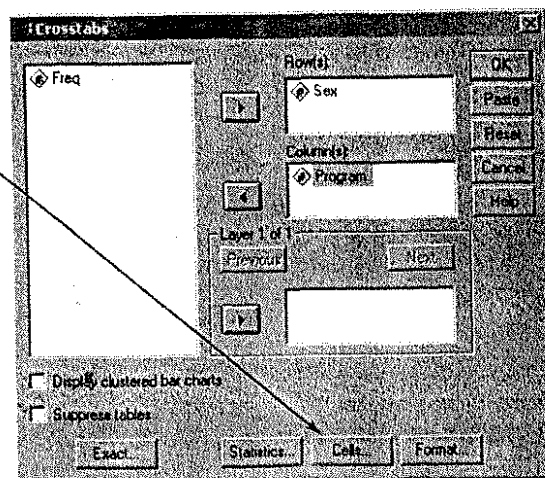 Crosstabs
Freq
Row(s):
Sex
OK
Paste
Reset
Cancel
Help
Column(s):
Program
Layer 1 of 1
Previous
Next
Display clustered bar charts
Suppress tables
Exact...
Statistics...
Cells...
Format...